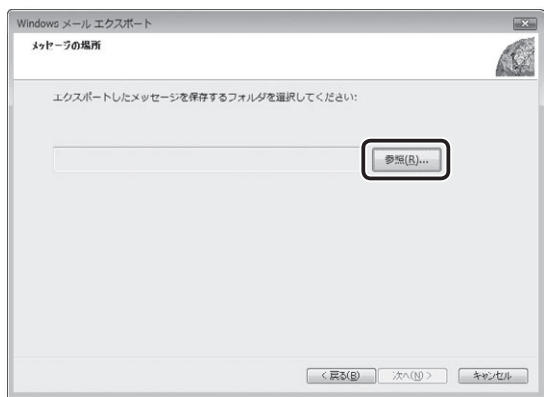 Windows メール エクスポート
メッセージの場所
エクスポートしたメッセージを保存するフォルダを選択してください:
参照(R)...
< 戻る(B) 次へ(N) > キャンセル